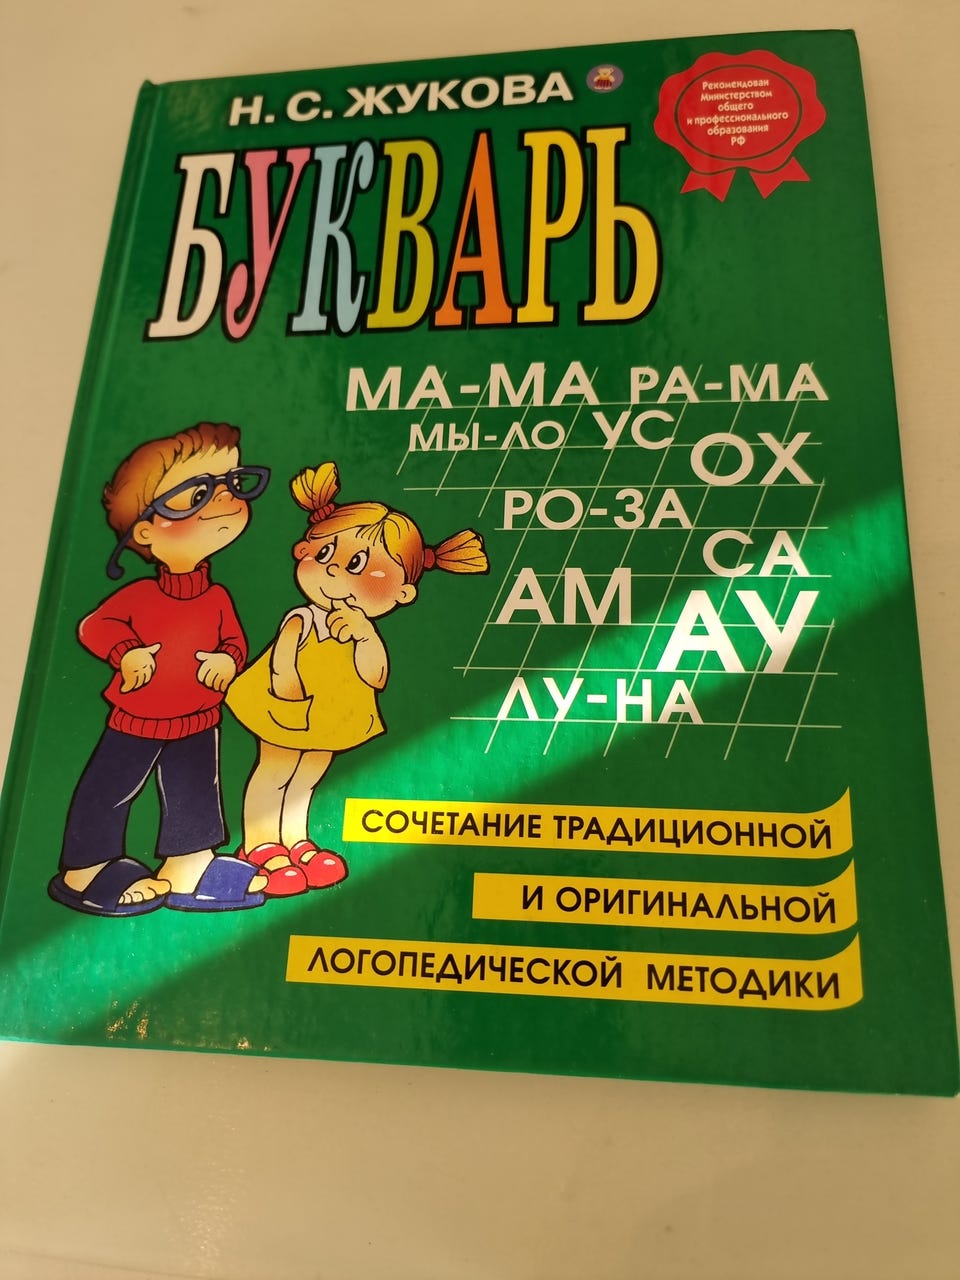 Н. С. ЖУКОВА
Рекомендован
Министерством
общего
и профессионального
образования
РФ
БУКВАРЬ
МА-МА РА-МА
МЫ-ЛО УС
ОХ
РО-ЗА
СА
АМ
АУ
ЛУ-НА
СОЧЕТАНИЕ ТРАДИЦИОННОЙ
И ОРИГИНАЛЬНОЙ
ЛОГОПЕДИЧЕСКОЙ МЕТОДИКИ